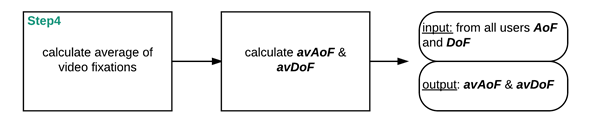 Step4
calculate average of
video fixations
calculate avAoF &
avDoF
input: from all users AoF
and DoF
output: avAoF & avDoF